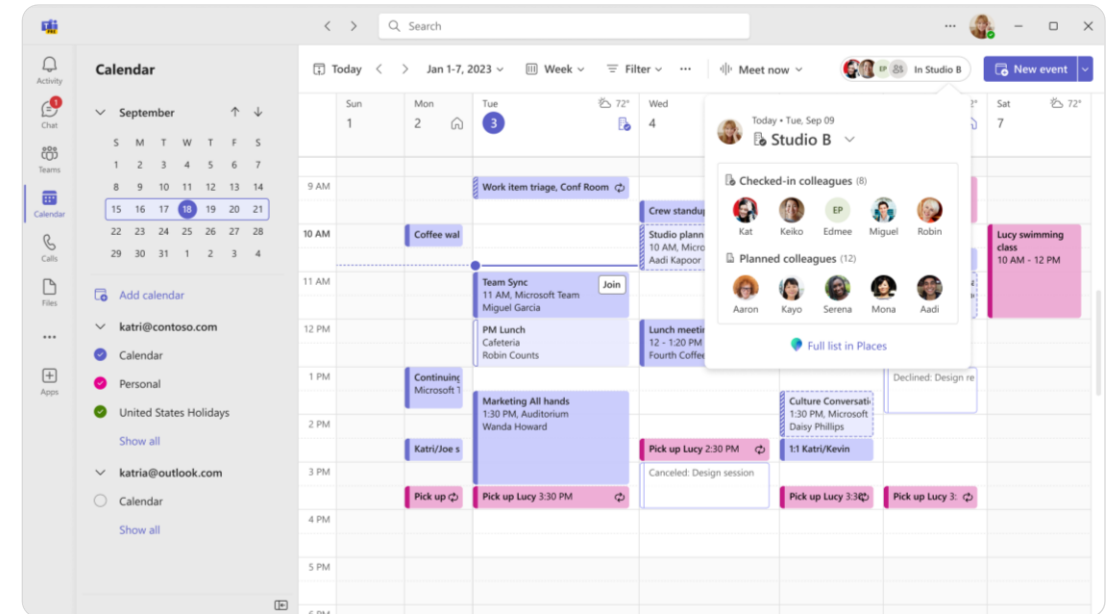 Search
Activity
Chat
1
Teams
Calendar
Calls
Files
Apps
Calendar
September
S M T W T F S
1 2 3 4 5 6 7
8 9 10 11 12 13 14
15 16 17 18 19 20 21
22 23 24 25 26 27 28
29 30 31 1 2 3 4
Add calendar
katri@contoso.com
Calendar
Personal
United States Holidays
Show all
katria@outlook.com
Calendar
Show all
Today
Jan 1-7, 2023
Week
Filter
Meet now
EP
In Studio B
New event
Sun
1
Mon
2
Tue
72°
3
Wed
4
Sat
72°
7
9 AM
10 AM
11 AM
12 PM
1 PM
2 PM
3 PM
4 PM
5 PM
Coffee wal
Continuing
Microsoft T
Katri/Joe s
Pick up
Work item triage, Conf Room
Team Sync
11 AM, Microsoft Team
Miguel Garcia
Join
PM Lunch
Cafeteria
Robin Counts
Marketing All hands
1:30 PM, Auditorium
Wanda Howard
Pick up Lucy 3:30 PM
Crew standup
Studio plann
10 AM, Micro
Aadi Kapoor
Lunch meetin
12 - 1:20 PM
Fourth Coffee
Pick up Lucy 2:30 PM
Canceled: Design session
Culture Conversati
1:30 PM, Microsoft
Daisy Phillips
1:1 Katri/Kevin
Pick up Lucy 3:30
Declined: Design re
Pick up Lucy 3:
Lucy swimming
class
10 AM - 12 PM
Today • Tue, Sep 09
Studio B
Checked-in colleagues (8)
EP
Kat Keiko Edmee Miguel Robin
Planned colleagues (12)
Aaron Kayo Serena Mona Aadi
Full list in Places